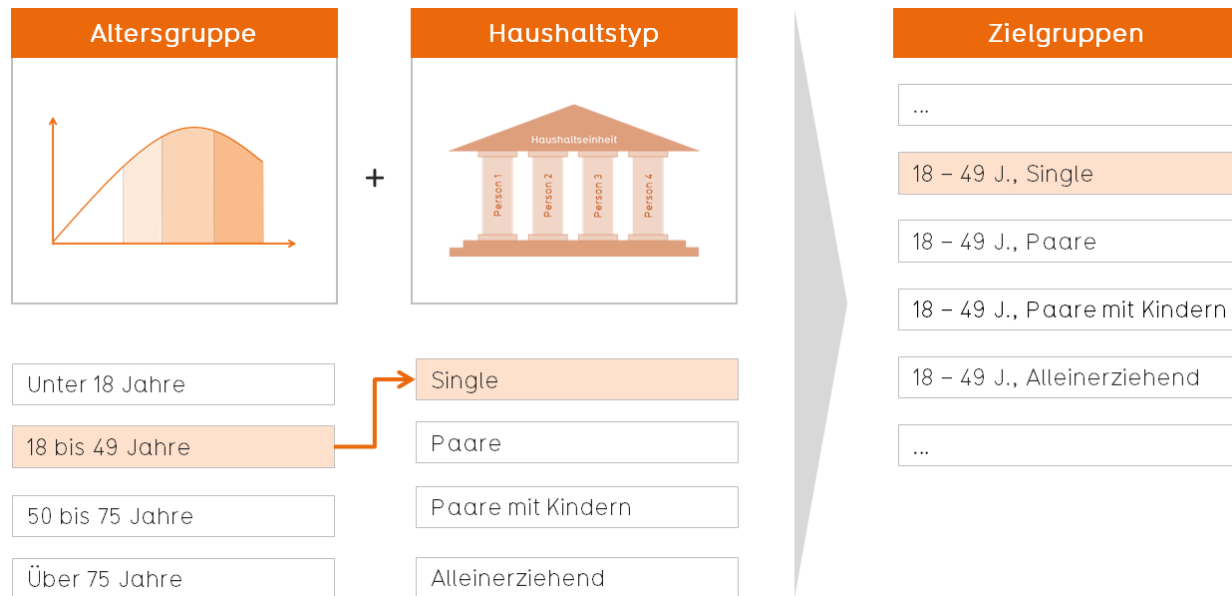 Altersgruppe
Haushaltstyp
Zielgruppen
Haushaltseinheit
Person 1
Person 2
Person 3
Person 4
+
Unter 18 Jahre
18 bis 49 Jahre
50 bis 75 Jahre
Über 75 Jahre
Single
Paare
Paare mit Kindern
Alleinerziehend
...
18 – 49 J., Single
18 – 49 J., Paare
18 – 49 J., Paare mit Kindern
18 – 49 J., Alleinerziehend
...